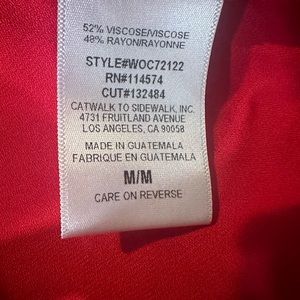 52% VISCOSE/VISCOSE
48% RAYON/RAYONNE
STYLE#WOC72122
RN#114574
CUT#132484
CATWALK TO SIDEWALK, INC.
4731 FRUITLAND AVENUE
LOS ANGELES, CA 90058
MADE IN GUATEMALA
FABRIQUE EN GUATEMALA
M/M
CARE ON REVERSE